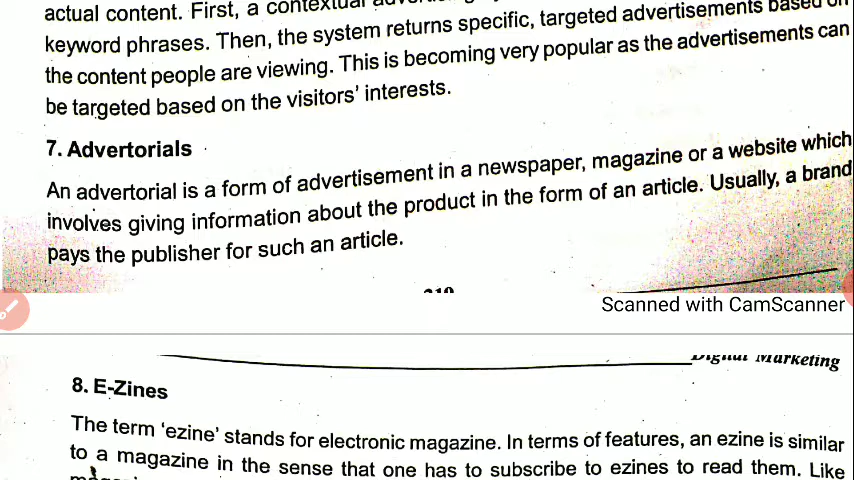 actual content. First, a contextual
keyword phrases. Then, the system returns specific, targeted advertisements based on
the content people are viewing. This is becoming very popular as the advertisements can
be targeted based on the visitors' interests.
7. Advertorials
An advertorial is a form of advertisement in a newspaper, magazine or a website which
involves giving information about the product in the form of an article. Usually, a brand
pays the publisher for such an article.
Scanned with CamScanner
Digital Marketing
8. E-Zines
The term 'ezine' stands for electronic magazine. In terms of features, an ezine is similar
to a magazine in the sense that one has to subscribe to ezines to read them. Like